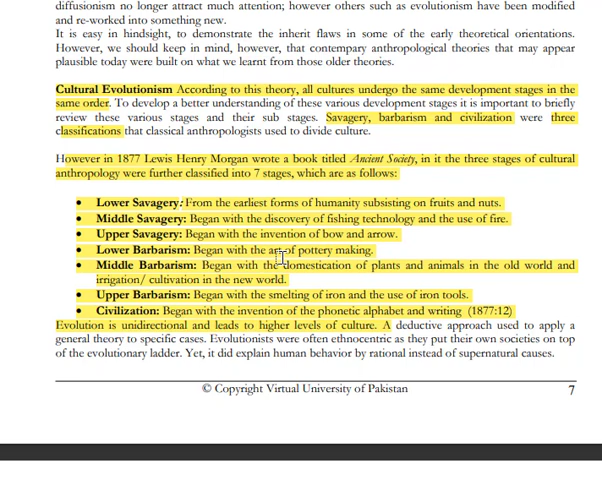 diffusionism no longer attract much attention; however others such as evolutionism have been modified
and re-worked into something new.
It is easy in hindsight, to demonstrate the inherit flaws in some of the early theoretical orientations.
However, we should keep in mind, however, that contempary anthropological theories that may appear
plausible today were built on what we learnt from those older theories.
Cultural Evolutionism According to this theory, all cultures undergo the same development stages in the
same order. To develop a better understanding of these various development stages it is important to briefly
review these various stages and their sub stages. Savagery, barbarism and civilization were three
classifications that classical anthropologists used to divide culture.
However in 1877 Lewis Henry Morgan wrote a book titled Ancient Society, in it the three stages of cultural
anthropology were further classified into 7 stages, which are as follows:
• Lower Savagery: From the earliest forms of humanity subsisting on fruits and nuts.
• Middle Savagery: Began with the discovery of fishing technology and the use of fire.
• Upper Savagery: Began with the invention of bow and arrow.
• Lower Barbarism: Began with the art of pottery making.
• Middle Barbarism: Began with the domestication of plants and animals in the old world and
irrigation/ cultivation in the new world.
• Upper Barbarism: Began with the smelting of iron and the use of iron tools.
• Civilization: Began with the invention of the phonetic alphabet and writing (1877:12)
Evolution is unidirectional and leads to higher levels of culture. A deductive approach used to apply a
general theory to specific cases. Evolutionists were often ethnocentric as they put their own societies on top
of the evolutionary ladder. Yet, it did explain human behavior by rational instead of supernatural causes.
© Copyright Virtual University of Pakistan 7